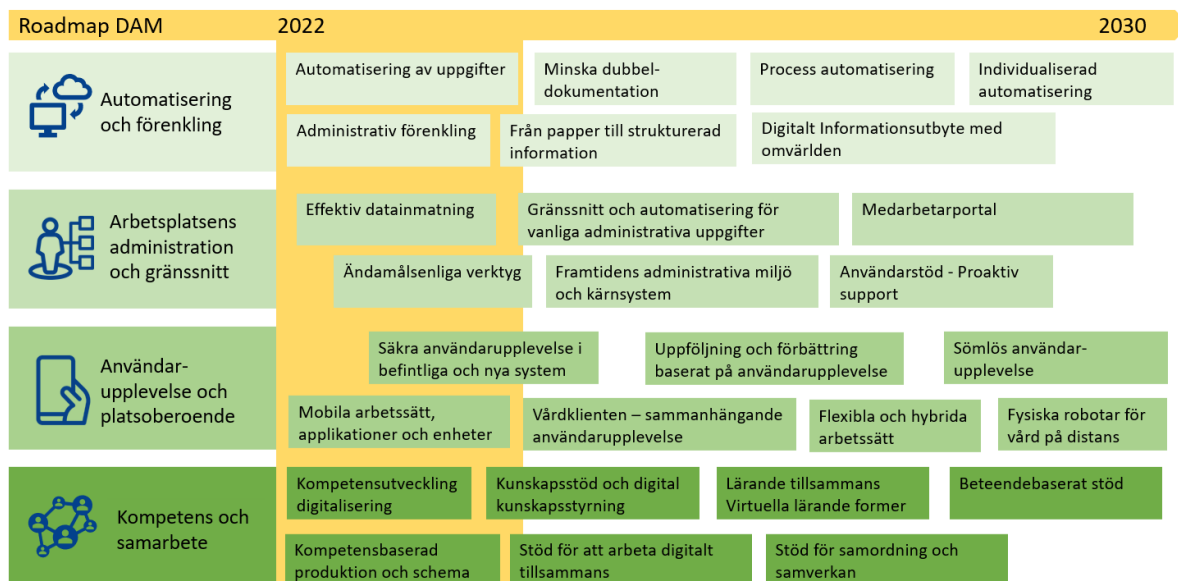 Roadmap DAM
2022
2030
Automatisering
och förenkling
Automatisering av uppgifter
Minska dubbel-
dokumentation
Process automatisering
Individualiserad
automatisering
Administrativ förenkling
Från papper till strukturerad
information
Digitalt Informationsutbyte med
omvärlden
Arbetsplatsens
administration
och gränssnitt
Effektiv datainmatning
Gränssnitt och automatisering för
vanliga administrativa uppgifter
Medarbetarportal
Ändamålsenliga verktyg
Framtidens administrativa miljö
och kärnsystem
Användarstöd - Proaktiv
support
Användar-
upplevelse och
platsoberoende
Säkra användarupplevelse i
befintliga och nya system
Uppföljning och förbättring
baserat på användarupplevelse
Sömlös användar-
upplevelse
Mobila arbetssätt,
applikationer och enheter
Vårdklienten – sammanhängande
användarupplevelse
Flexibla och hybrida
arbetssätt
Fysiska robotar för
vård på distans
Kompetens och
samarbete
Kompetensutveckling
digitalisering
Kunskapsstöd och digital
kunskapsstyrning
Lärande tillsammans
Virtuella lärande former
Beteendebaserat stöd
Kompetensbaserad
produktion och schema
Stöd för att arbeta digitalt
tillsammans
Stöd för samordning och
samverkan